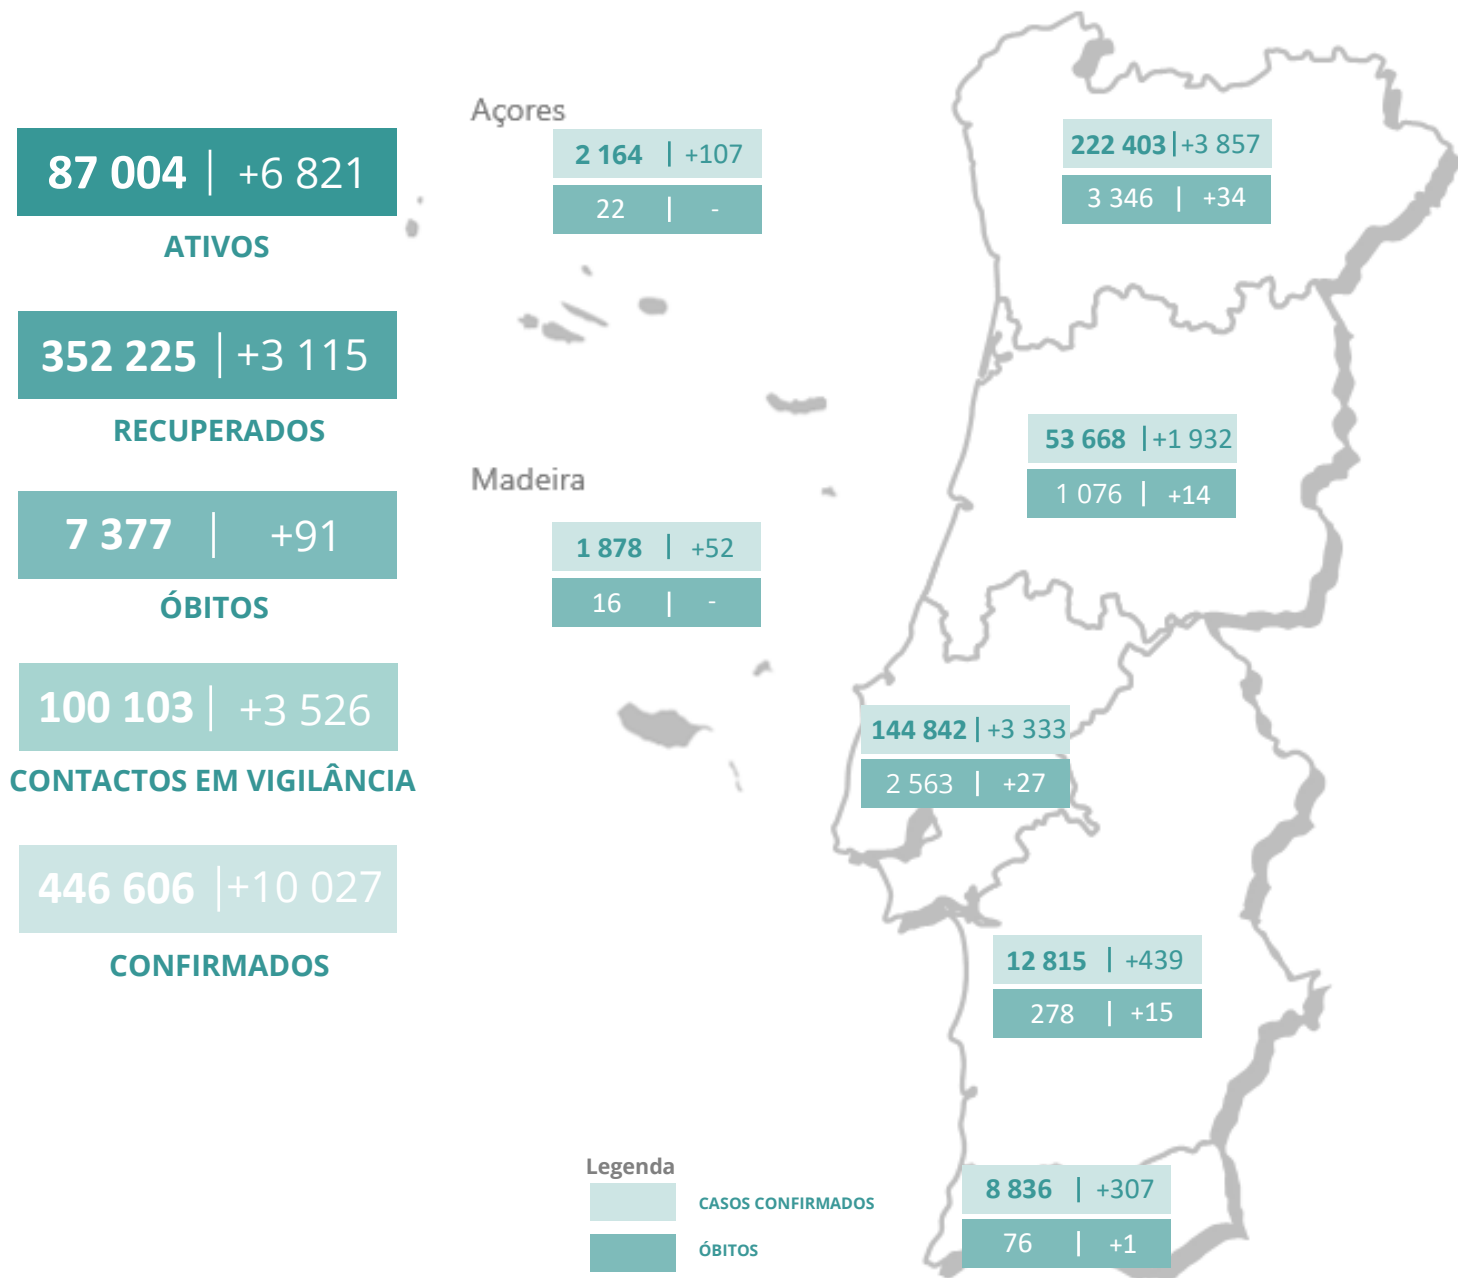 87 004 | +6 821
ATIVOS
352 225 | +3 115
RECUPERADOS
7 377 | +91
ÓBITOS
100 103 | +3 526
CONTACTOS EM VIGILÂNCIA
446 606 | +10 027
CONFIRMADOS
Açores
2 164 | +107
22 | -
Madeira
1 878 | +52
16 | -
222 403 | +3 857
3 346 | +34
53 668 | +1 932
1 076 | +14
144 842 | +3 333
2 563 | +27
12 815 | +439
278 | +15
8 836 | +307
76 | +1
Legenda
CASOS CONFIRMADOS
ÓBITOS